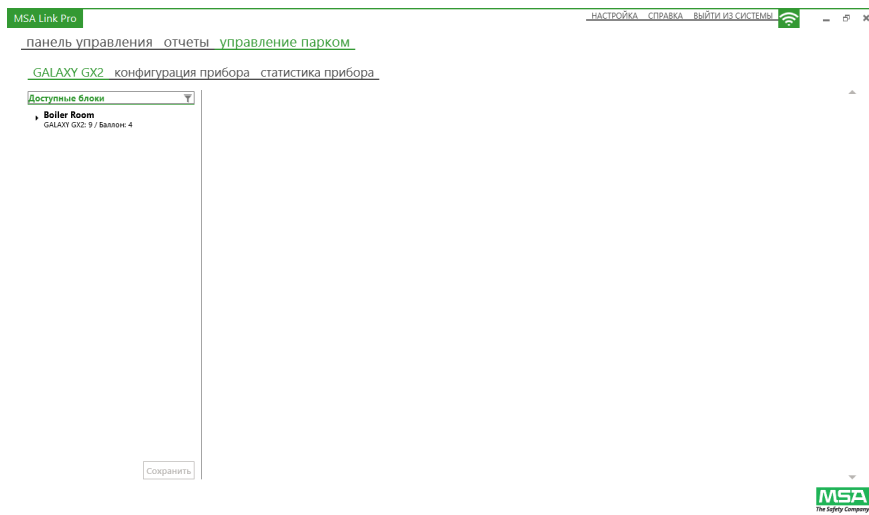 MSA Link Pro
НАСТРОЙКА СПРАВКА ВЫЙТИ ИЗ СИСТЕМЫ
панель управления отчеты управление парком
GALAXY GX2 конфигурация прибора статистика прибора
Доступные блоки
Boiler Room
GALAXY GX2: 9 / Баллон: 4
Сохранить
MSA
The Safety Company